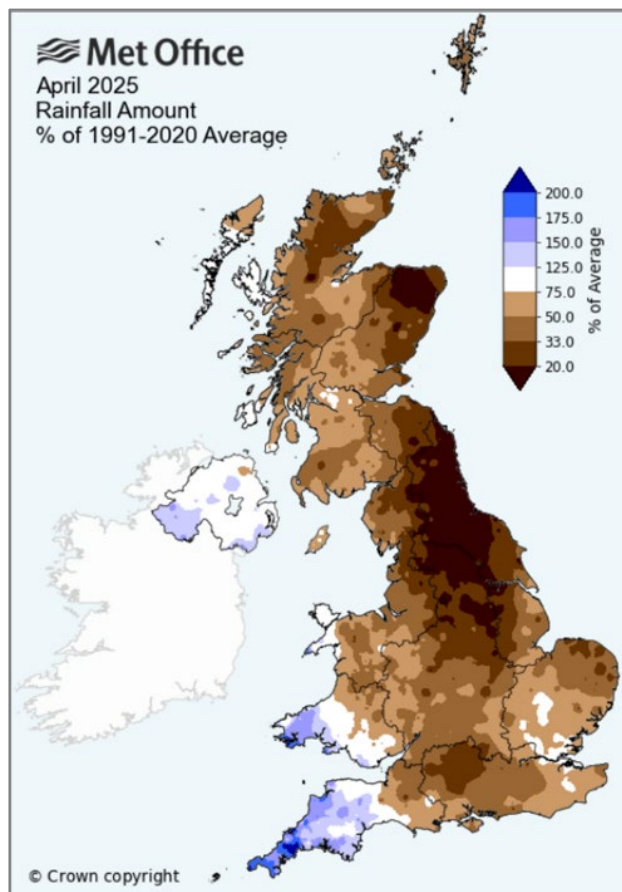 Met Office
April 2025
Rainfall Amount
% of 1991-2020 Average
200.0
175.0
150.0
125.0
75.0
50.0
33.0
20.0
% of Average
© Crown copyright